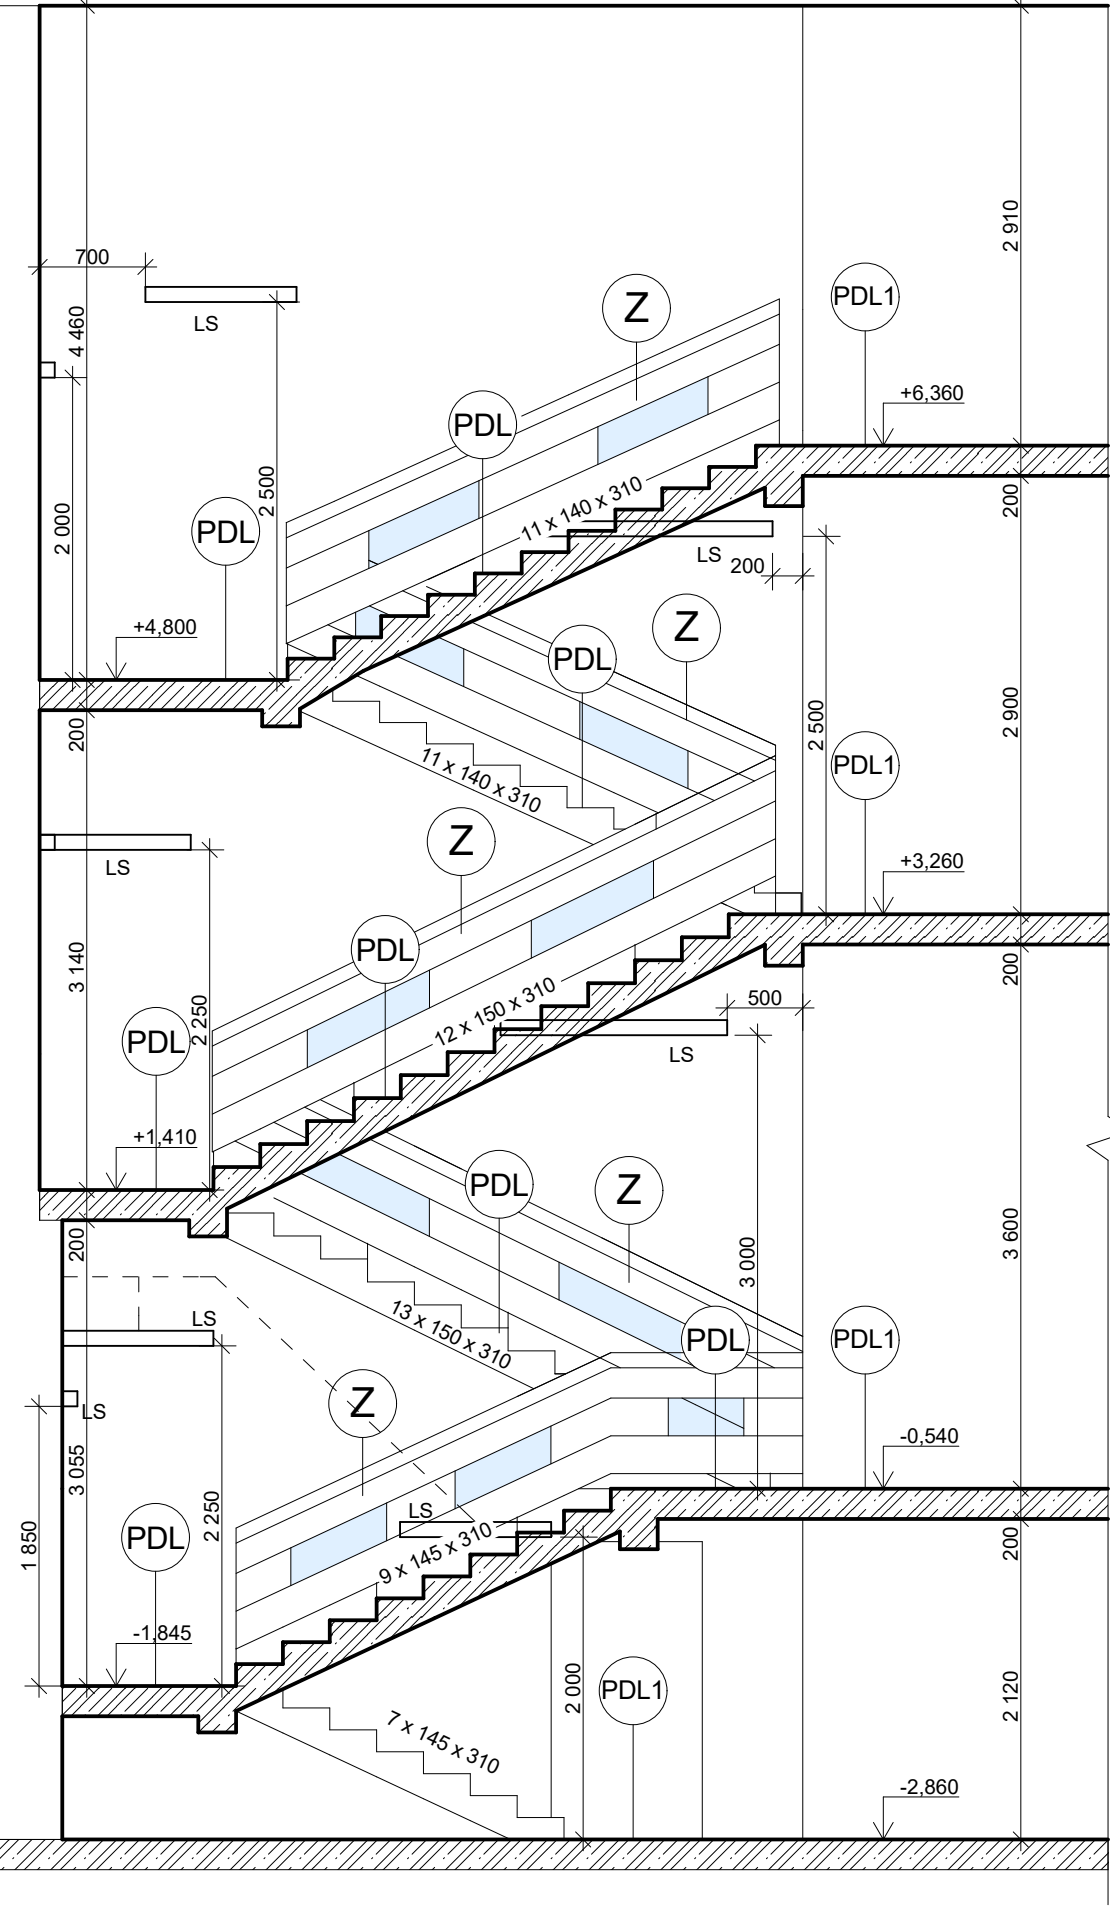 2 910
700
Z
PDL1
LS
4 460
+6,360
PDL
2 500
2 000
PDL
11 x 140 x 310
200
LS
200
+4,800
Z
PDL
2 900
2 500
200
11 x 140 x 310
PDL1
Z
LS
+3,260
PDL
3 140
200
12 x 150 x 310
500
2 250
PDL
LS
+1,410
PDL
Z
3 600
200
3 000
LS
13 x 150 x 310
PDL
PDL1
Z
LS
-0,540
3 055
2 250
LS
1 850
PDL
9 x 145 x 310
200
-1,845
2 000
PDL1
2 120
7 x 145 x 310
-2,860